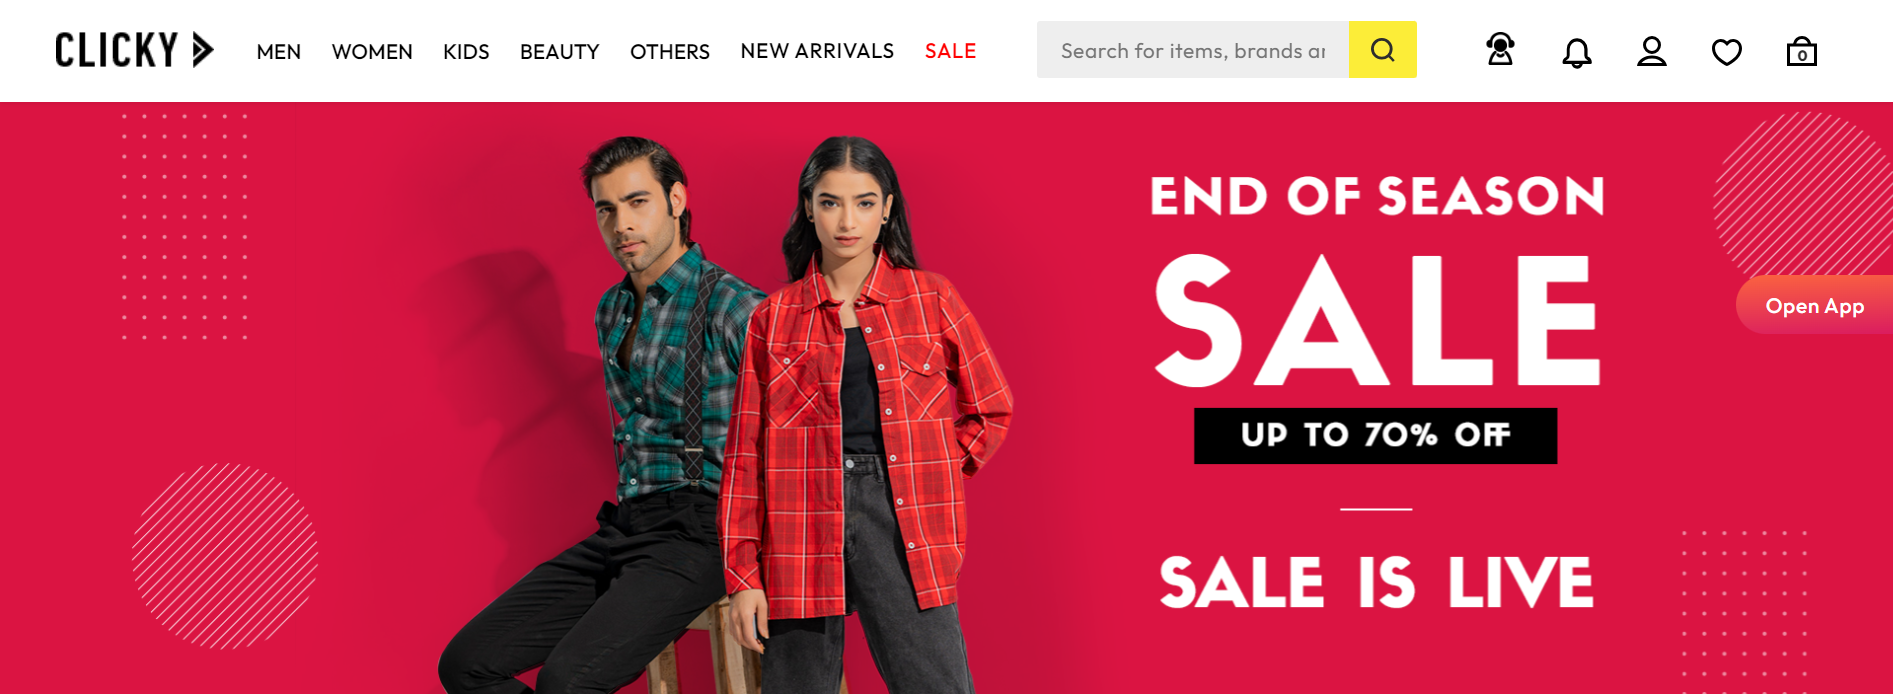 CLICKY
MEN WOMEN KIDS BEAUTY OTHERS NEW ARRIVALS SALE
Search for items, brands ar
0
END OF SEASON
SALE
Open App
UP TO 70% OFF
SALE IS LIVE